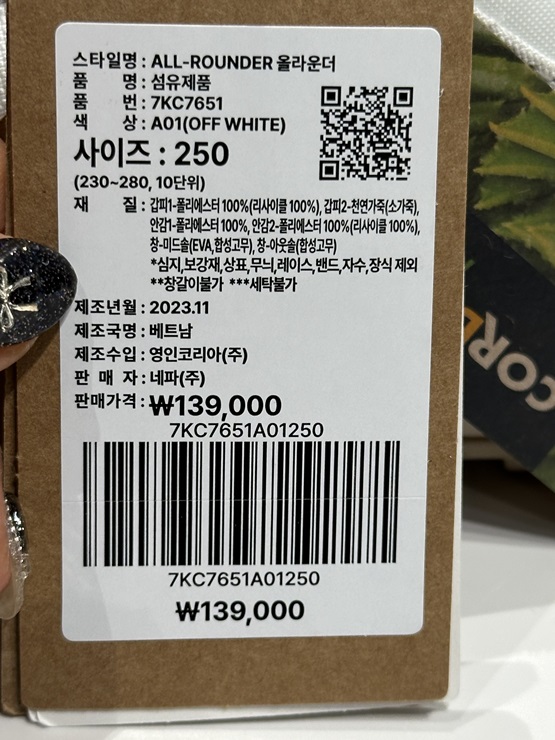 스타일명 : ALL-ROUNDER 올라운더
품 명 : 섬유제품
품 번 : 7KC7651
색 상 : A01(OFF WHITE)
사이즈 : 250
(230~280, 10단위)
재 질 : 갑피1-폴리에스터 100%(리사이클 100%), 갑피2-천연가죽(소가죽),
안감1-폴리에스터 100%, 안감2-폴리에스터 100%(리사이클 100%),
창-미드솔(EVA,합성고무), 창-아웃솔(합성고무)
*심지,보강재,상표,무늬,레이스,밴드,자수,장식 제외
**창갈이불가 ***세탁불가
제조년월 : 2023.11
제조국명 : 베트남
제조수입 : 영인코리아(주)
판 매 자 : 네파(주)
판매가격 : ₩139,000
7KC7651A01250
7KC7651A01250
₩139,000